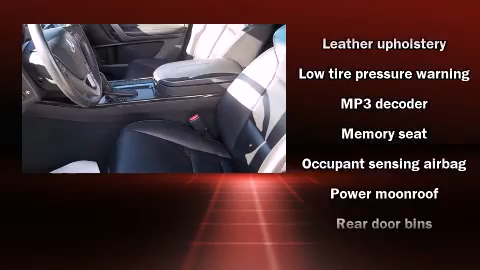 Leather upholstery
Low tire pressure warning
MP3 decoder
Memory seat
Occupant sensing airbag
Power moonroof
Rear door bins